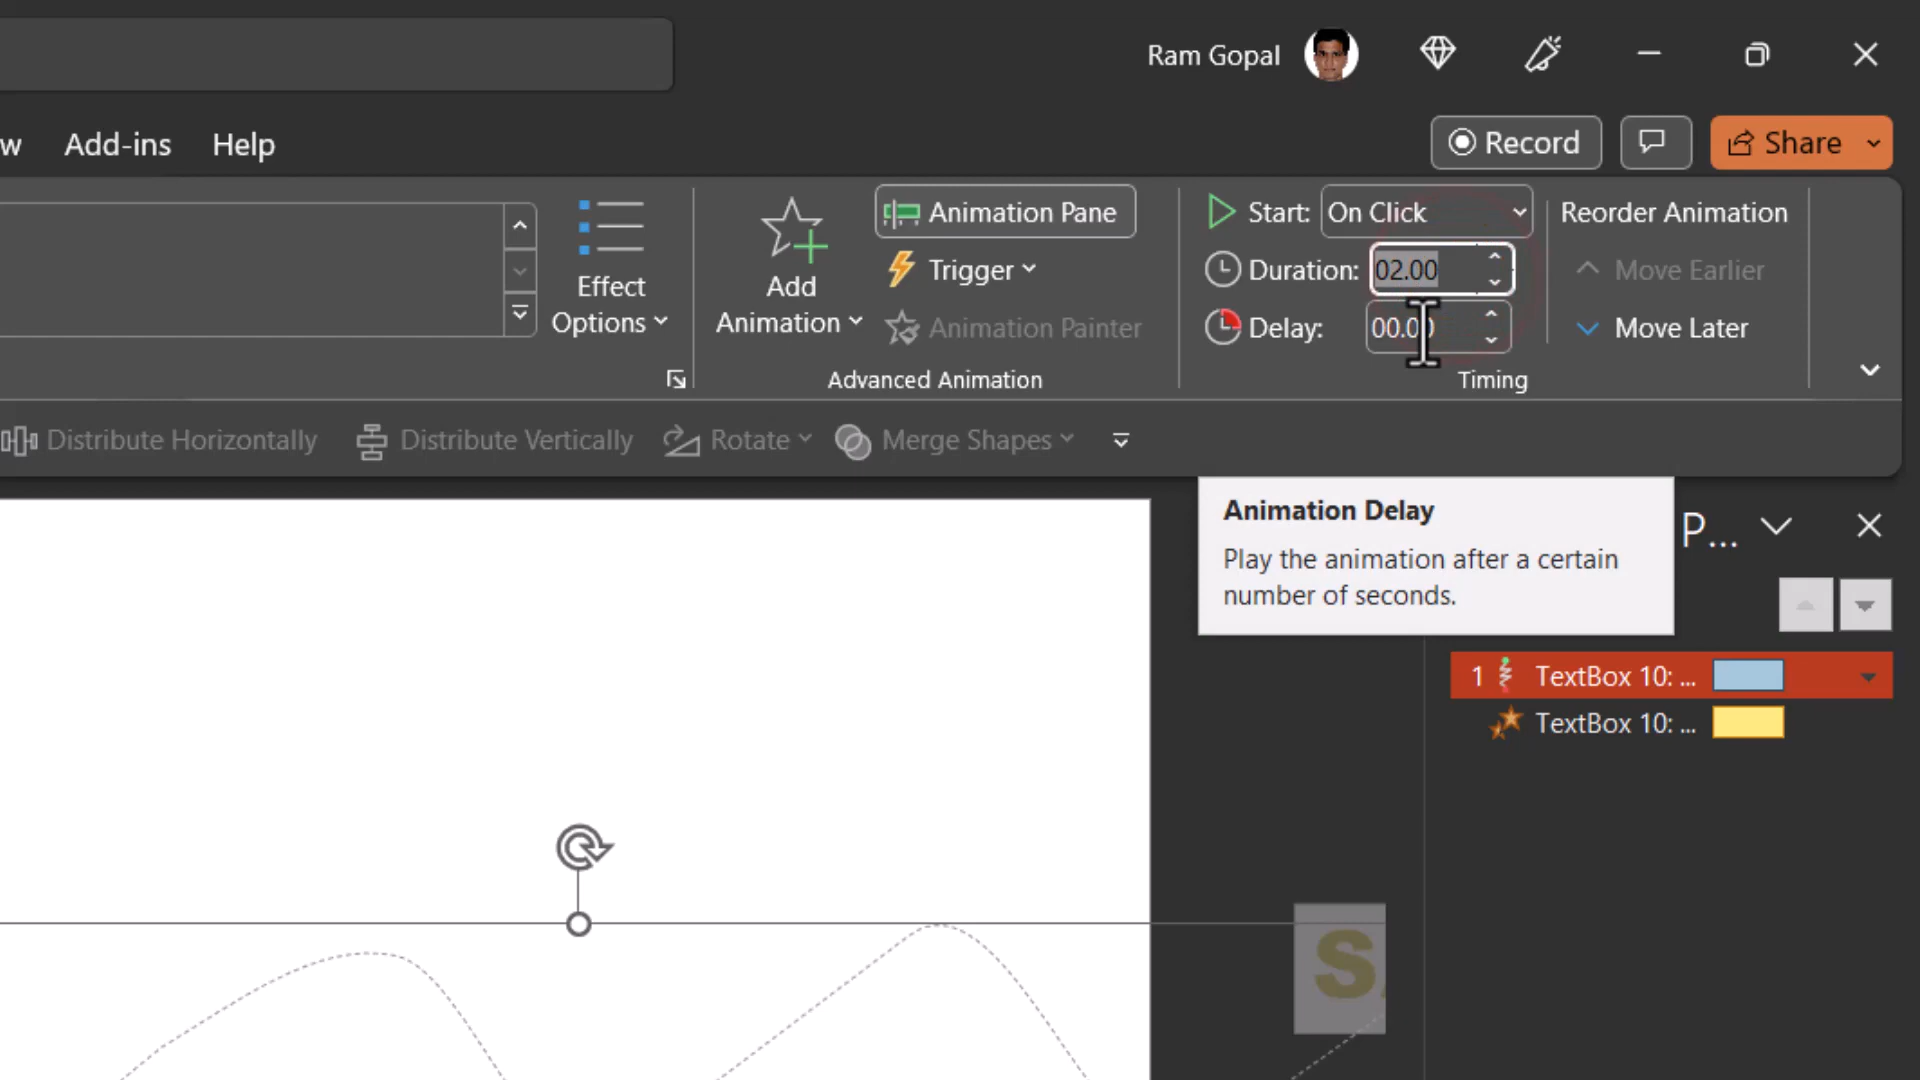 Ram Gopal
w Add-ins Help Record Share
Effect Options
Add Animation
Animation Pane
Trigger
Animation Painter
Advanced Animation
Start: On Click
Duration: 02.00
Delay: 00.00
Timing
Reorder Animation
Move Earlier
Move Later
Distribute Horizontally Distribute Vertically Rotate Merge Shapes
Animation Delay
Play the animation after a certain
number of seconds.
P...
1 TextBox 10: ...
TextBox 10: ...
S